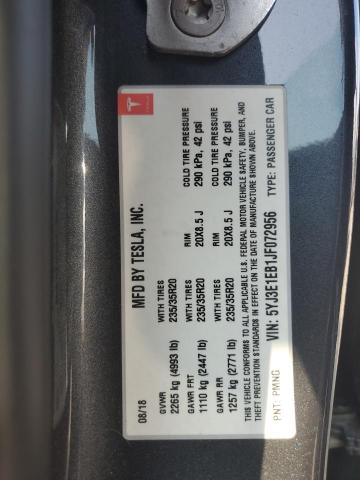 MFD BY TESLA, INC.
08/18
GVWR
2265 kg (4993 lb)
WITH TIRES
235/35R20
RIM
20X8.5 J
COLD TIRE PRESSURE
290 kPa, 42 psi
GAWR FRT
1110 kg (2447 lb)
WITH TIRES
235/35R20
RIM
20X8.5 J
COLD TIRE PRESSURE
290 kPa, 42 psi
GAWR RR
1257 kg (2771 lb)
THIS VEHICLE CONFORMS TO ALL APPLICABLE U.S. FEDERAL MOTOR VEHICLE SAFETY, BUMPER, AND
THEFT PREVENTION STANDARDS IN EFFECT ON THE DATE OF MANUFACTURE SHOWN ABOVE.
VIN: 5YJ3E1EB1JF072956 TYPE: PASSENGER CAR
PNT: PMNG